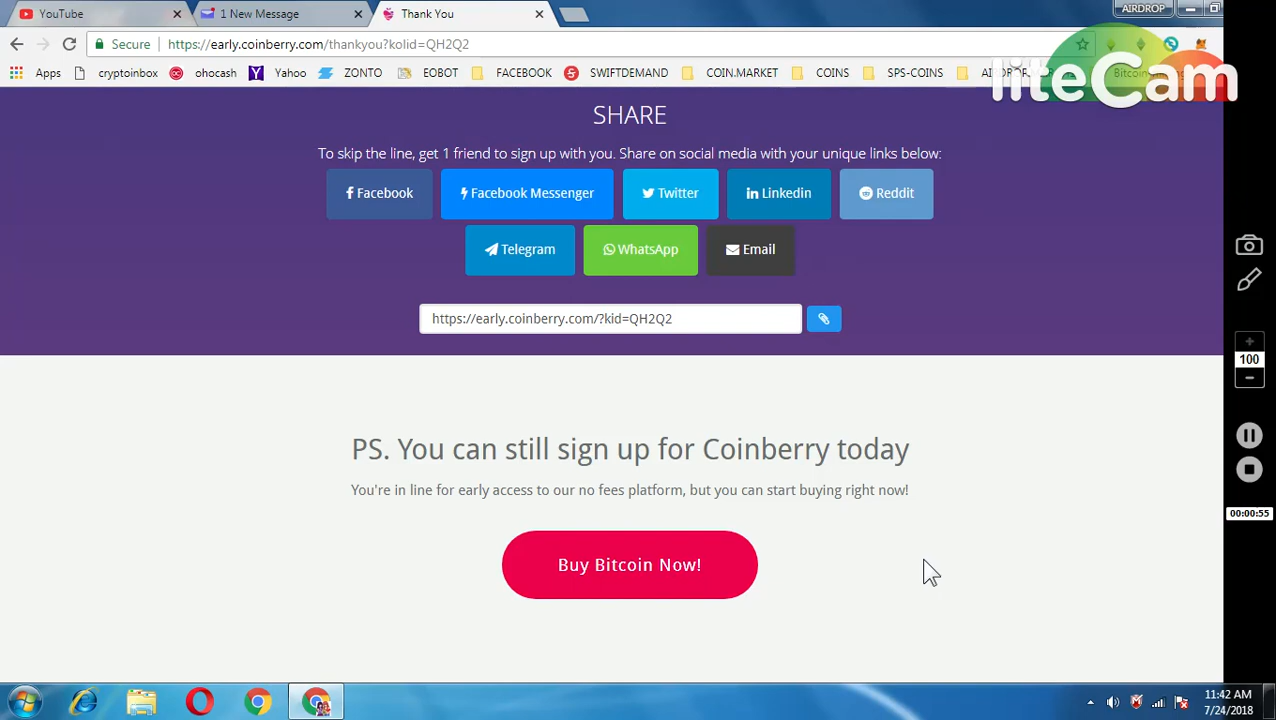 YouTube
1 New Message
Thank You
AIRDROP
Secure
https://early.coinberry.com/thankyou?kolid=QH2Q2
Apps
cryptoinbox
ohocash
Yahoo
ZONTO
EOBOT
FACEBOOK
SWIFTDEMAND
COIN.MARKET
COINS
SPS-COINS
liteCam
SHARE
To skip the line, get 1 friend to sign up with you. Share on social media with your unique links below:
Facebook
Facebook Messenger
Twitter
Linkedin
Reddit
Telegram
WhatsApp
Email
https://early.coinberry.com/?kid=QH2Q2
100
PS. You can still sign up for Coinberry today
You're in line for early access to our no fees platform, but you can start buying right now!
00:00:55
Buy Bitcoin Now!
11:42 AM
7/24/2018